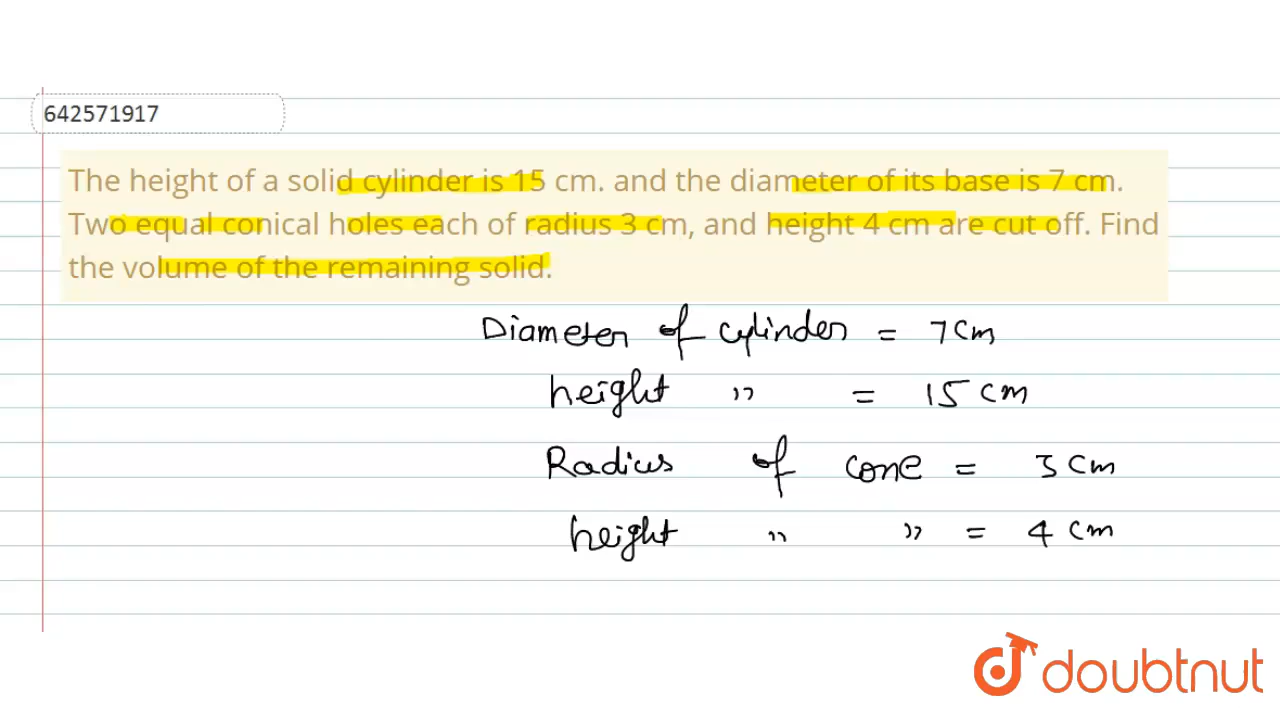 642571917
The height of a solid cylinder is 15 cm. and the diameter of its base is 7 cm.
Two equal conical holes each of radius 3 cm, and height 4 cm are cut off. Find
the volume of the remaining solid.
Diameter of cylinder = 7 cm
height " = 15 cm
Radius of cone = 3 cm
height " " = 4 cm
doubtnut